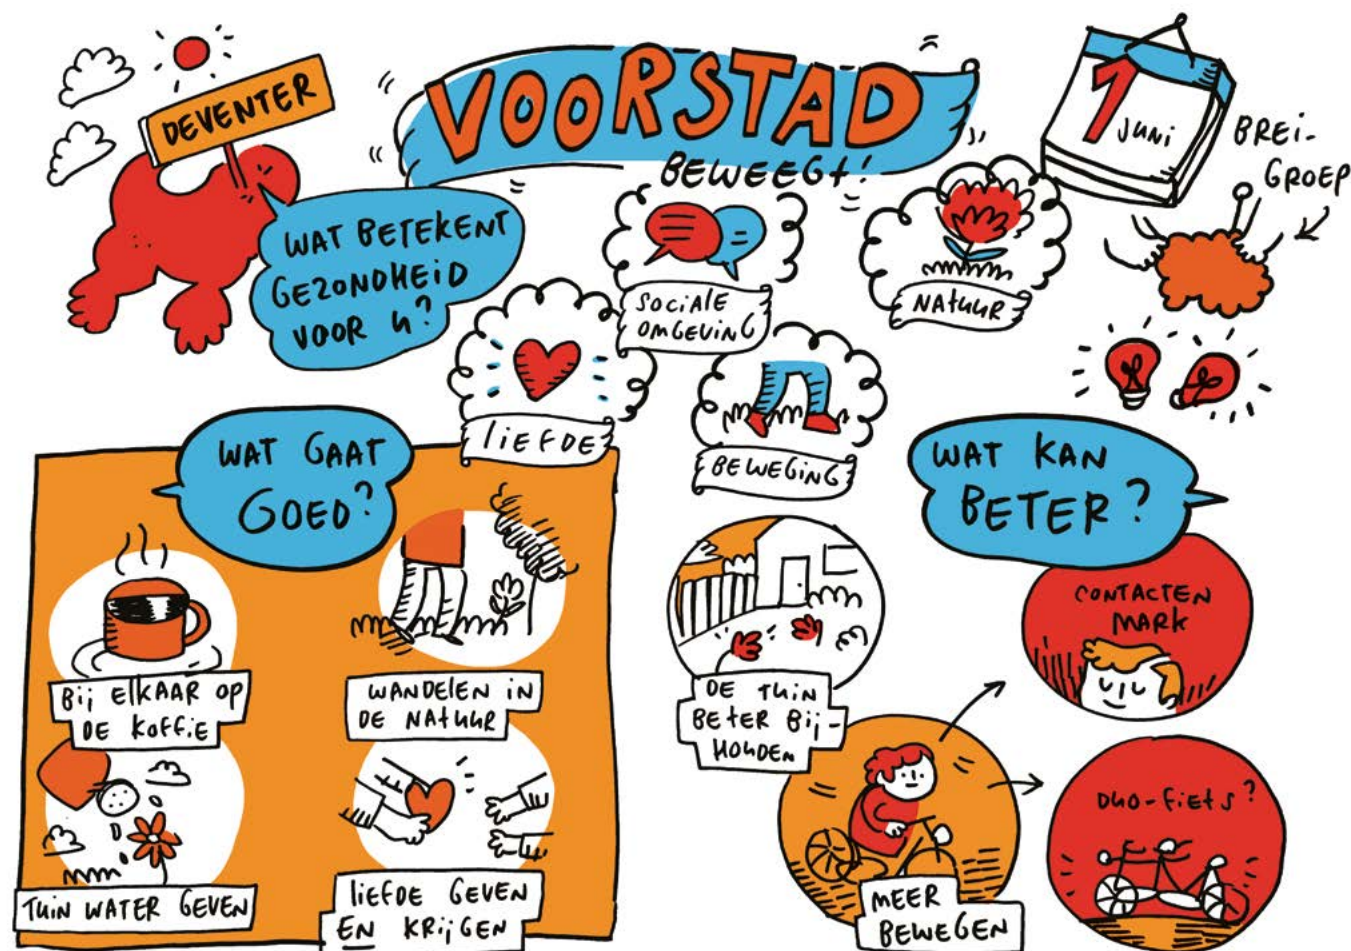 DEVENTER
VOORSTAD
BEWEEGT!
1
JUNI
BREI-
GROEP
WAT BETEKENT
GEZONDHEID
VOOR U?
SOCIALE
OMGEVING
NATUUR
LIEFDE
BEWEGING
WAT GAAT
GOED?
BIJ ELKAAR OP
DE KOFFIE
WANDELEN IN
DE NATUUR
TUIN WATER GEVEN
LIEFDE GEVEN
EN KRIJGEN
WAT KAN
BETER?
DE TUIN
BETER BIJ-
HOUDEN
MEER
BEWEGEN
CONTACTEN
MARK
DUO-FIETS?